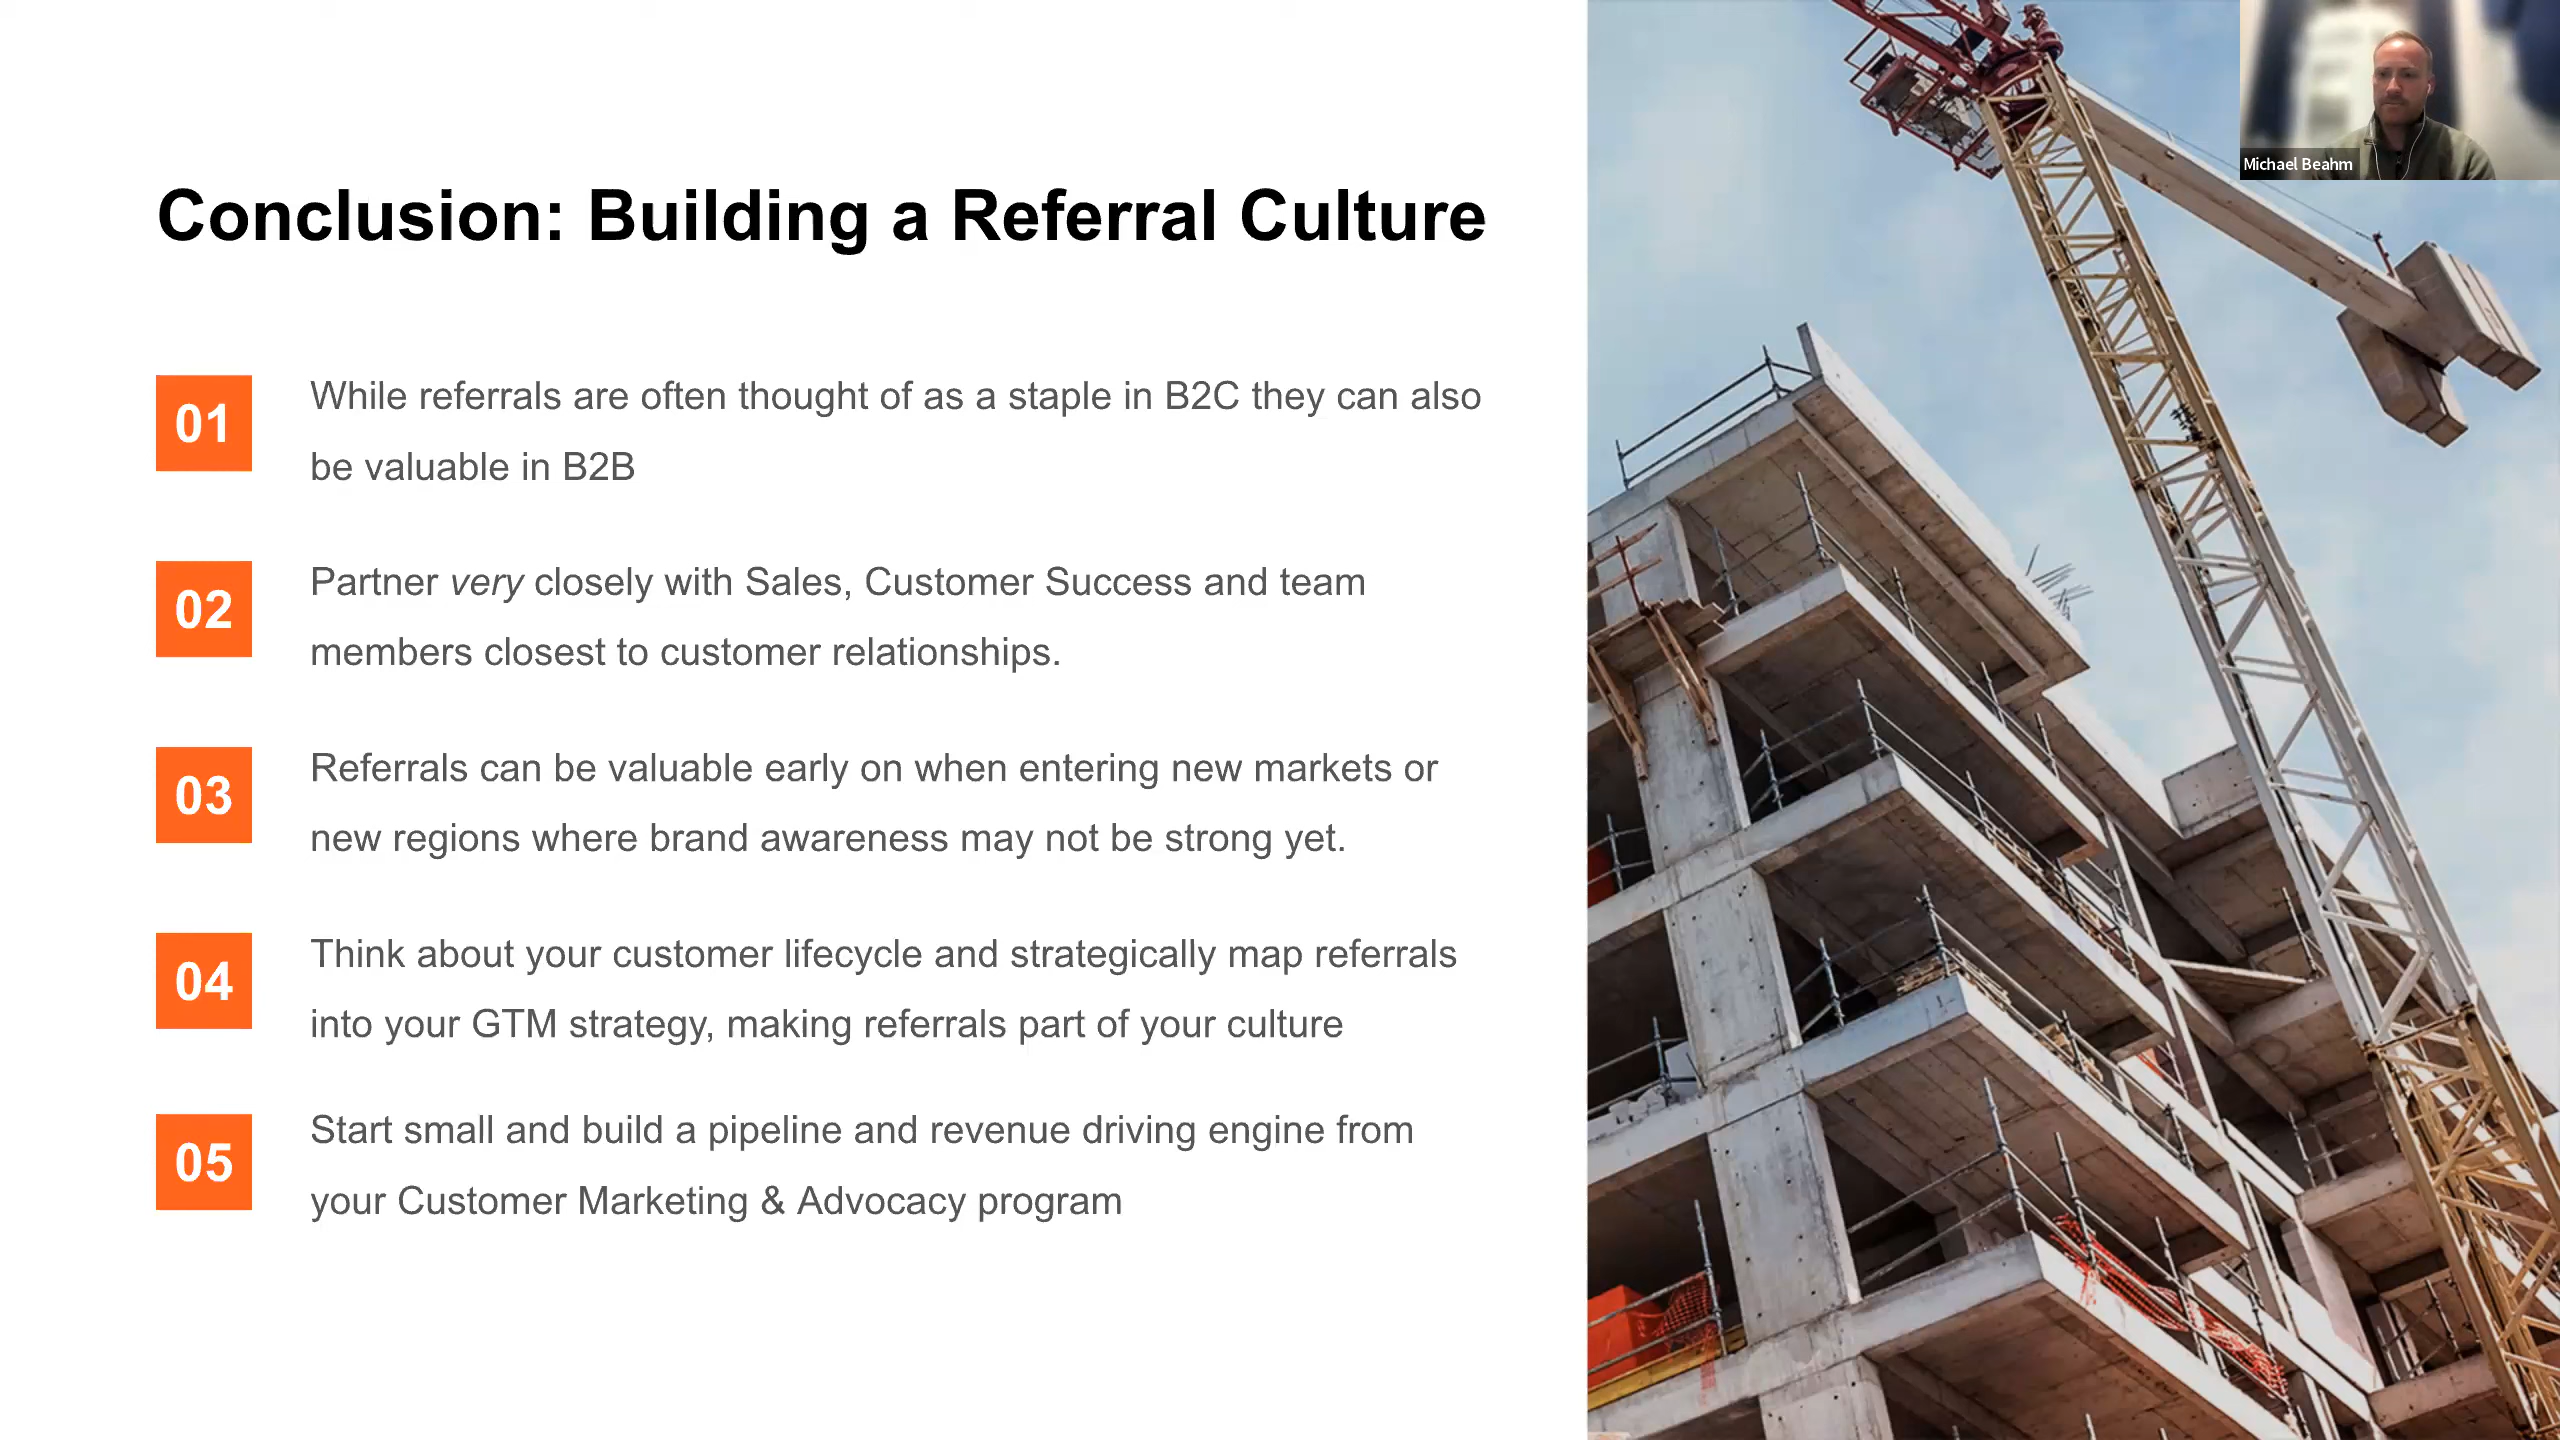 Michael Beahm
Conclusion: Building a Referral Culture
01
While referrals are often thought of as a staple in B2C they can also
be valuable in B2B
02
Partner very closely with Sales, Customer Success and team
members closest to customer relationships.
03
Referrals can be valuable early on when entering new markets or
new regions where brand awareness may not be strong yet.
04
Think about your customer lifecycle and strategically map referrals
into your GTM strategy, making referrals part of your culture
05
Start small and build a pipeline and revenue driving engine from
your Customer Marketing & Advocacy program